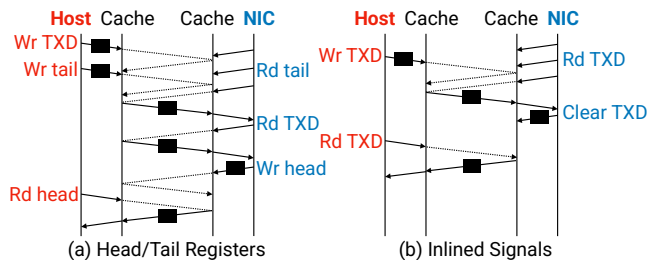 Host Cache Cache NIC
Wr TXD
Wr tail
Rd tail
Rd TXD
Wr head
Rd head
(a) Head/Tail Registers
Host Cache Cache NIC
Wr TXD
Rd TXD
Clear TXD
Rd TXD
(b) Inlined Signals